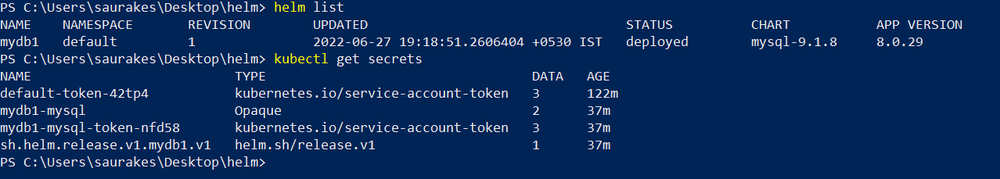 PS C:\Users\saurakes\Desktop\helm> helm list
NAME NAMESPACE REVISION UPDATED STATUS CHART APP VERSION
mydb1 default 1 2022-06-27 19:18:51.2606404 +0530 IST deployed mysql-9.1.8 8.0.29
PS C:\Users\saurakes\Desktop\helm> kubectl get secrets
NAME TYPE DATA AGE
default-token-42tp4 kubernetes.io/service-account-token 3 122m
mydb1-mysql Opaque 2 37m
mydb1-mysql-token-nfd58 kubernetes.io/service-account-token 3 37m
sh.helm.release.v1.mydb1.v1 helm.sh/release.v1 1 37m
PS C:\Users\saurakes\Desktop\helm>